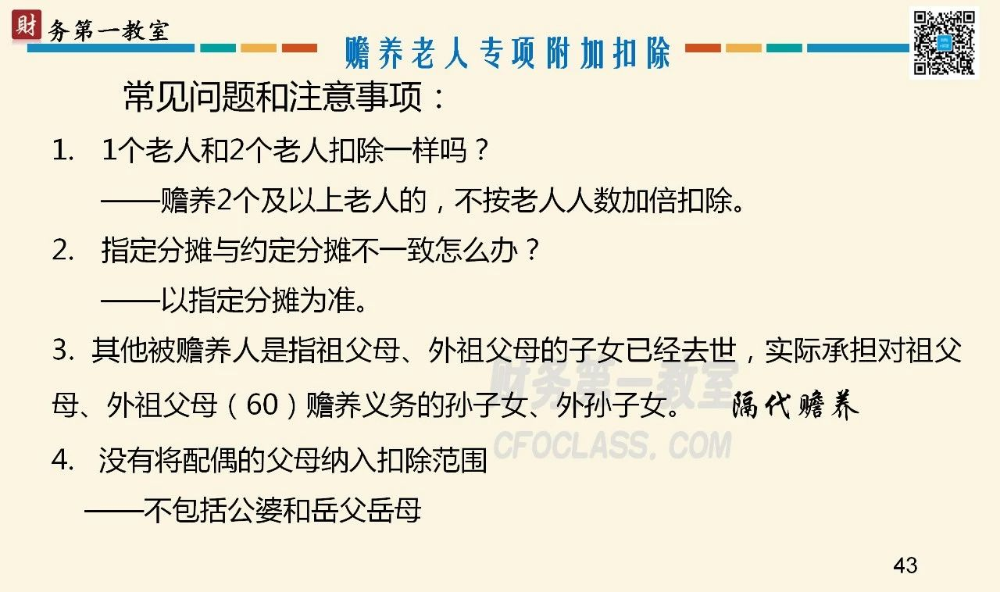 財务第一教室
赡养老人专项附加扣除
常见问题和注意事项：
1. 1个老人和2个老人扣除一样吗？
——赡养2个及以上老人的，不按老人人数加倍扣除。
2. 指定分摊与约定分摊不一致怎么办？
——以指定分摊为准。
3. 其他被赡养人是指祖父母、外祖父母的子女已经去世，实际承担对祖父
母、外祖父母（60）赡养义务的孙子女、外孙子女。 隔代赡养
财务第一教室
CFOCLASS.COM
4. 没有将配偶的父母纳入扣除范围
——不包括公婆和岳父岳母
43